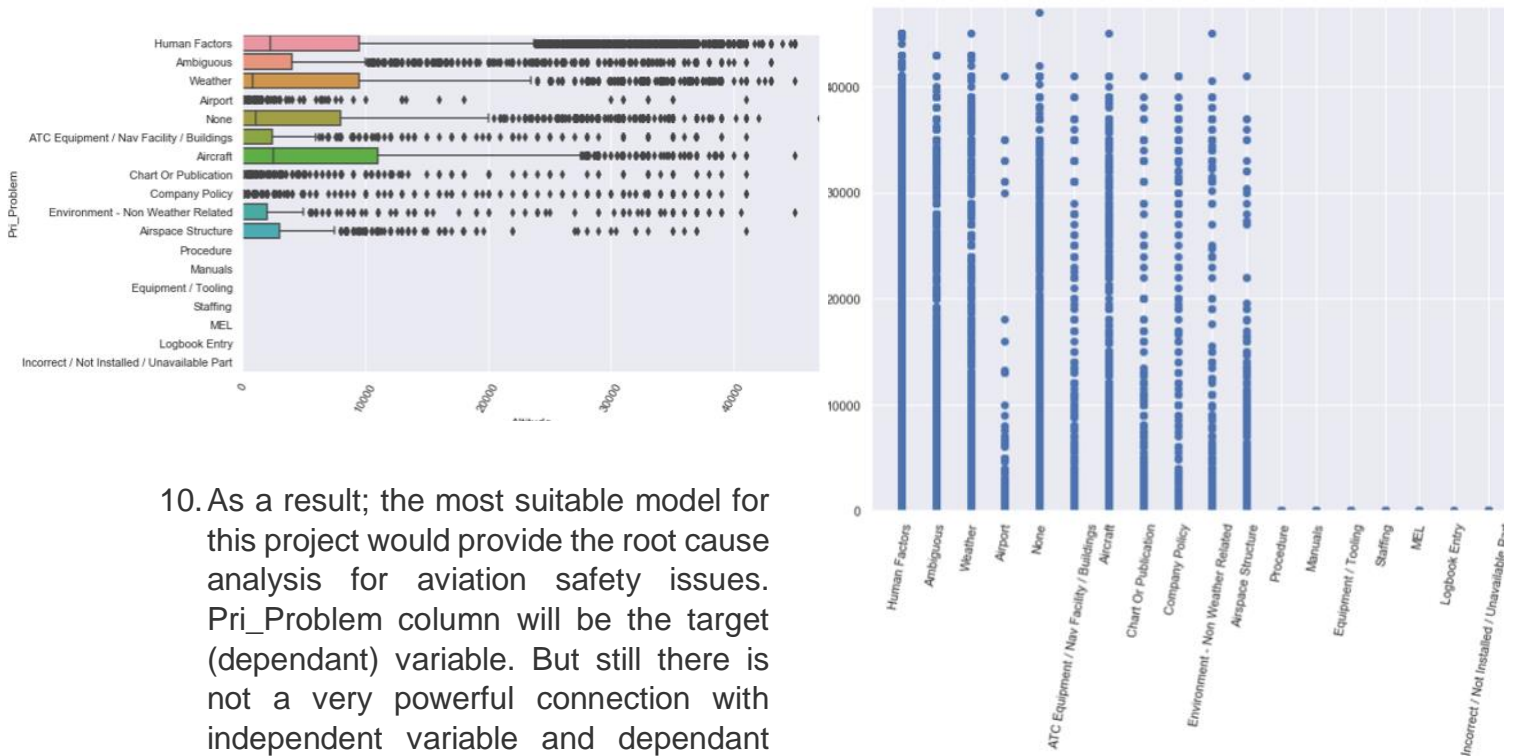 Human Factors
Ambiguous
Weather
Airport
None
ATC Equipment / Nav Facility / Buildings
Aircraft
Chart Or Publication
Company Policy
Environment - Non Weather Related
Airspace Structure
Procedure
Manuals
Equipment / Tooling
Staffing
MEL
Logbook Entry
Incorrect / Not Installed / Unavailable Part
Pri_Problem
0
10000
20000
30000
40000
10. As a result; the most suitable model for
this project would provide the root cause
analysis for aviation safety issues.
Pri_Problem column will be the target
(dependant) variable. But still there is
not a very powerful connection with
independent variable and dependant
30000
20000
10000
0
Human Factors
Ambiguous
Weather
Airport
None
ATC Equipment / Nav Facility / Buildings
Aircraft
Chart Or Publication
Company Policy
Environment - Non Weather Related
Airspace Structure
Procedure
Manuals
Equipment / Tooling
Staffing
MEL
Logbook Entry
Incorrect / Not Installed / Unavailable